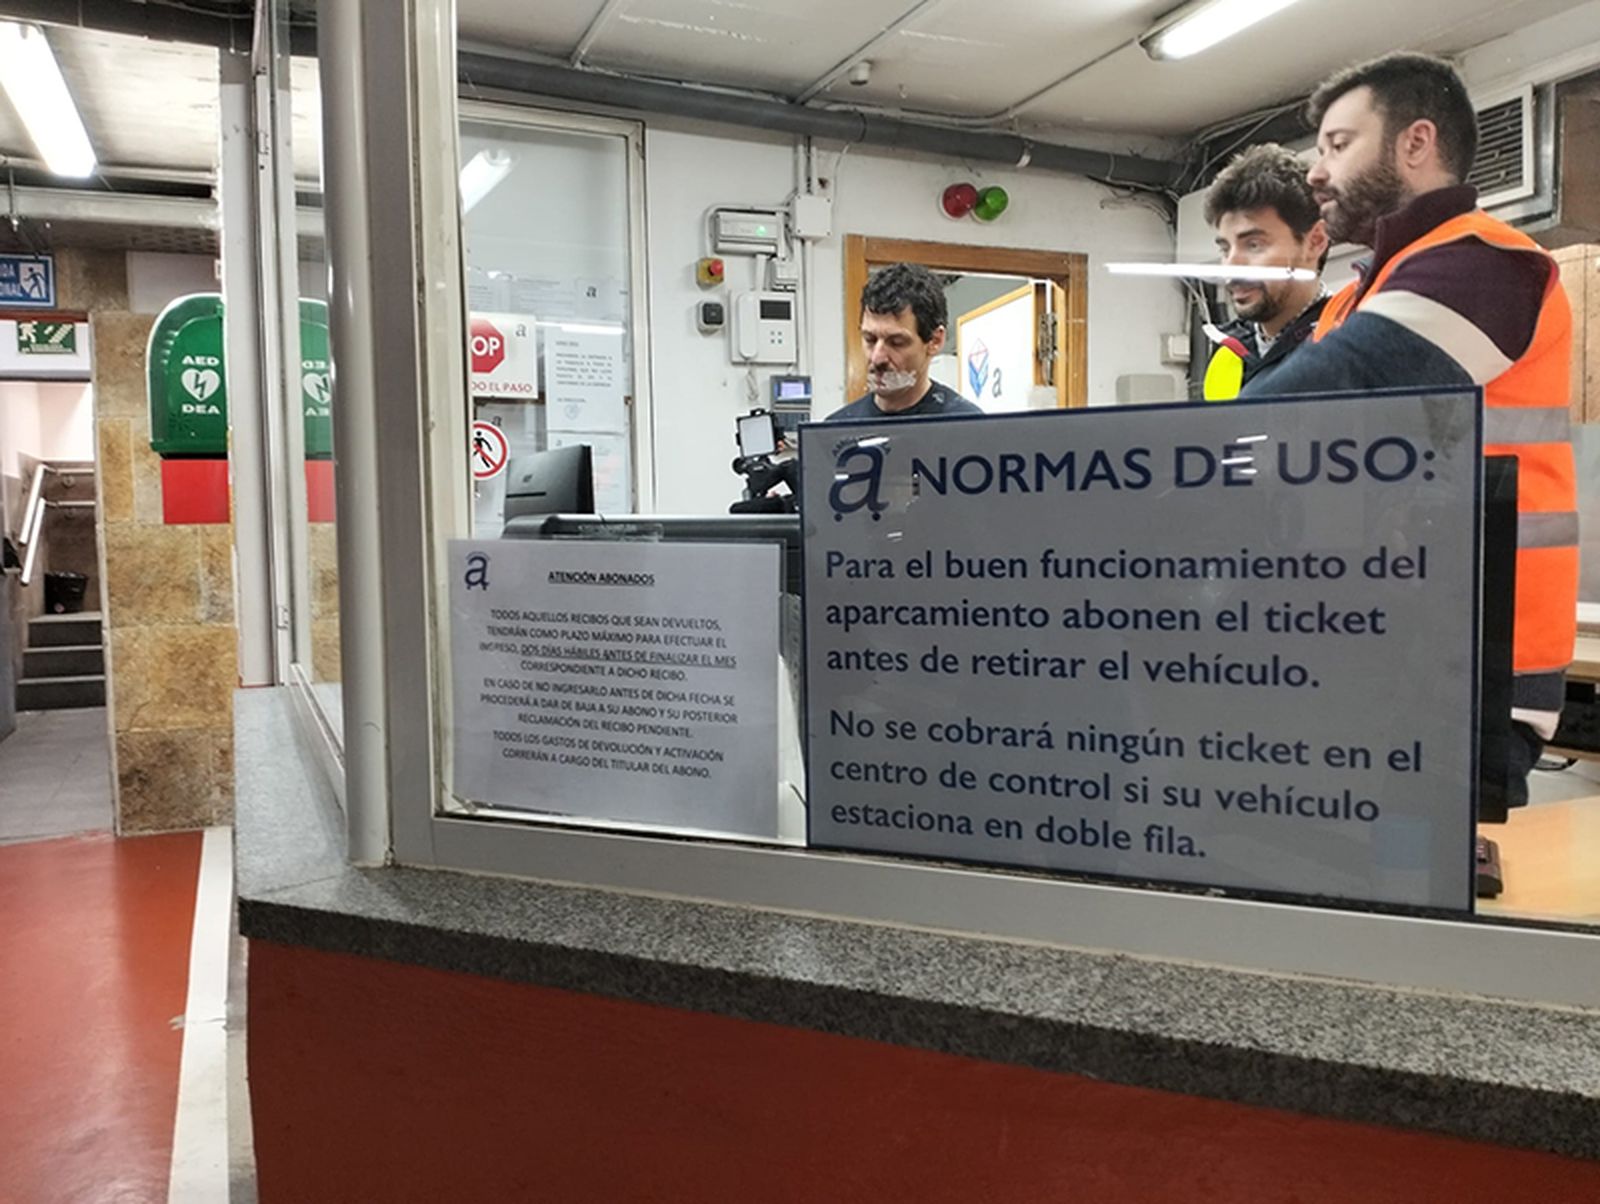 AED
DEA
OP
DO EL PASO
a
a
a
ATENCIÓN ABONADOS
TODOS AQUELLOS RECIBOS QUE SEAN DEVUELTOS,
TENDRÁN COMO PLAZO MÁXIMO PARA EFECTUAR EL
INGRESO, DOS DÍAS HÁBILES ANTES DE FINALIZAR EL MES
CORRESPONDIENTE A DICHO RECIBO.
EN CASO DE NO INGRESARLO ANTES DE DICHA FECHA SE
PROCEDERÁ A DAR DE BAJA A SU ABONO Y SU POSTERIOR
RECLAMACIÓN DEL RECIBO PENDIENTE.
TODOS LOS GASTOS DE DEVOLUCIÓN Y ACTIVACIÓN
CORRERÁN A CARGO DEL TITULAR DEL ABONO.
a NORMAS DE USO:
Para el buen funcionamiento del
aparcamiento abonen el ticket
antes de retirar el vehículo.
No se cobrará ningún ticket en el
centro de control si su vehículo
estaciona en doble fila.